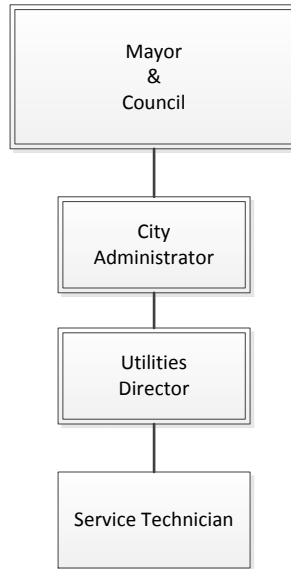 Mayor
&
Council
City
Administrator
Utilities
Director
Service Technician